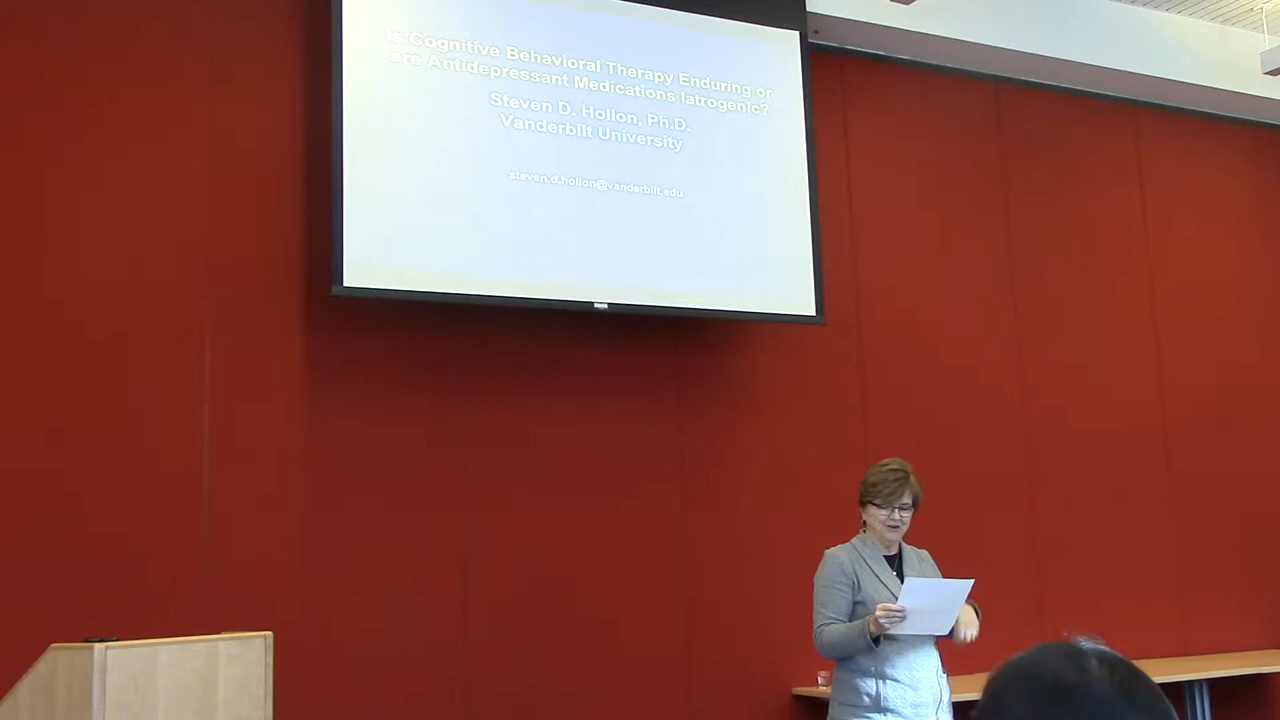 Is Cognitive Behavioral Therapy Enduring or
are Antidepressant Medications Iatrogenic?
Steven D. Hollon, Ph.D.
Vanderbilt University
steven.d.hollon@vanderbilt.edu